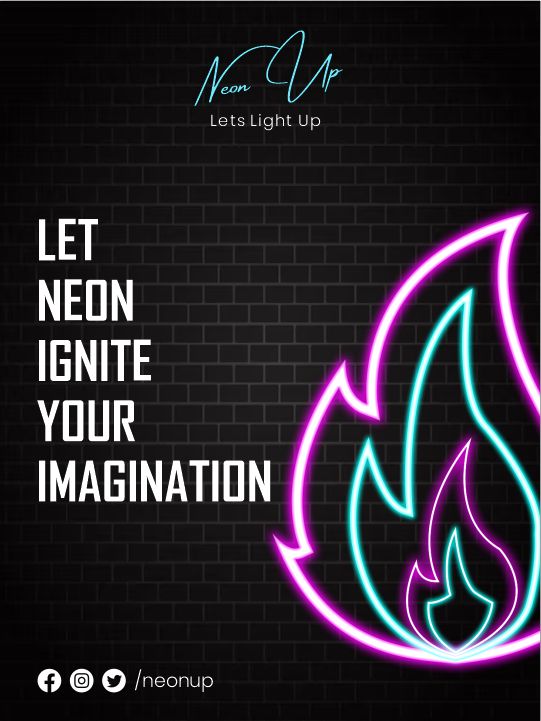 Neon Up
Lets Light Up
LET
NEON
IGNITE
YOUR
IMAGINATION
/neonup